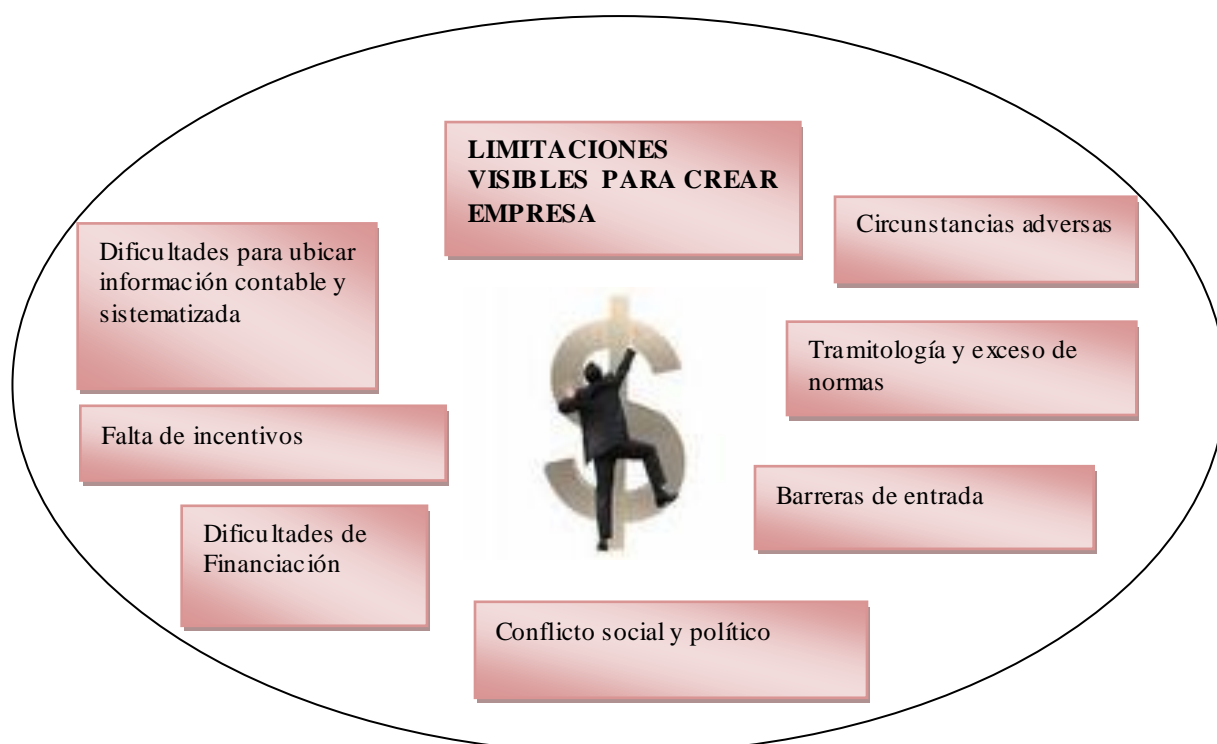 LIMITACIONES
VISIBLES PARA CREAR
EMPRESA
Circunstancias adversas
Dificultades para ubicar
información contable y
sistematizada
Tramitología y exceso de
normas
Falta de incentivos
Barreras de entrada
Dificultades de
Financiación
Conflicto social y político